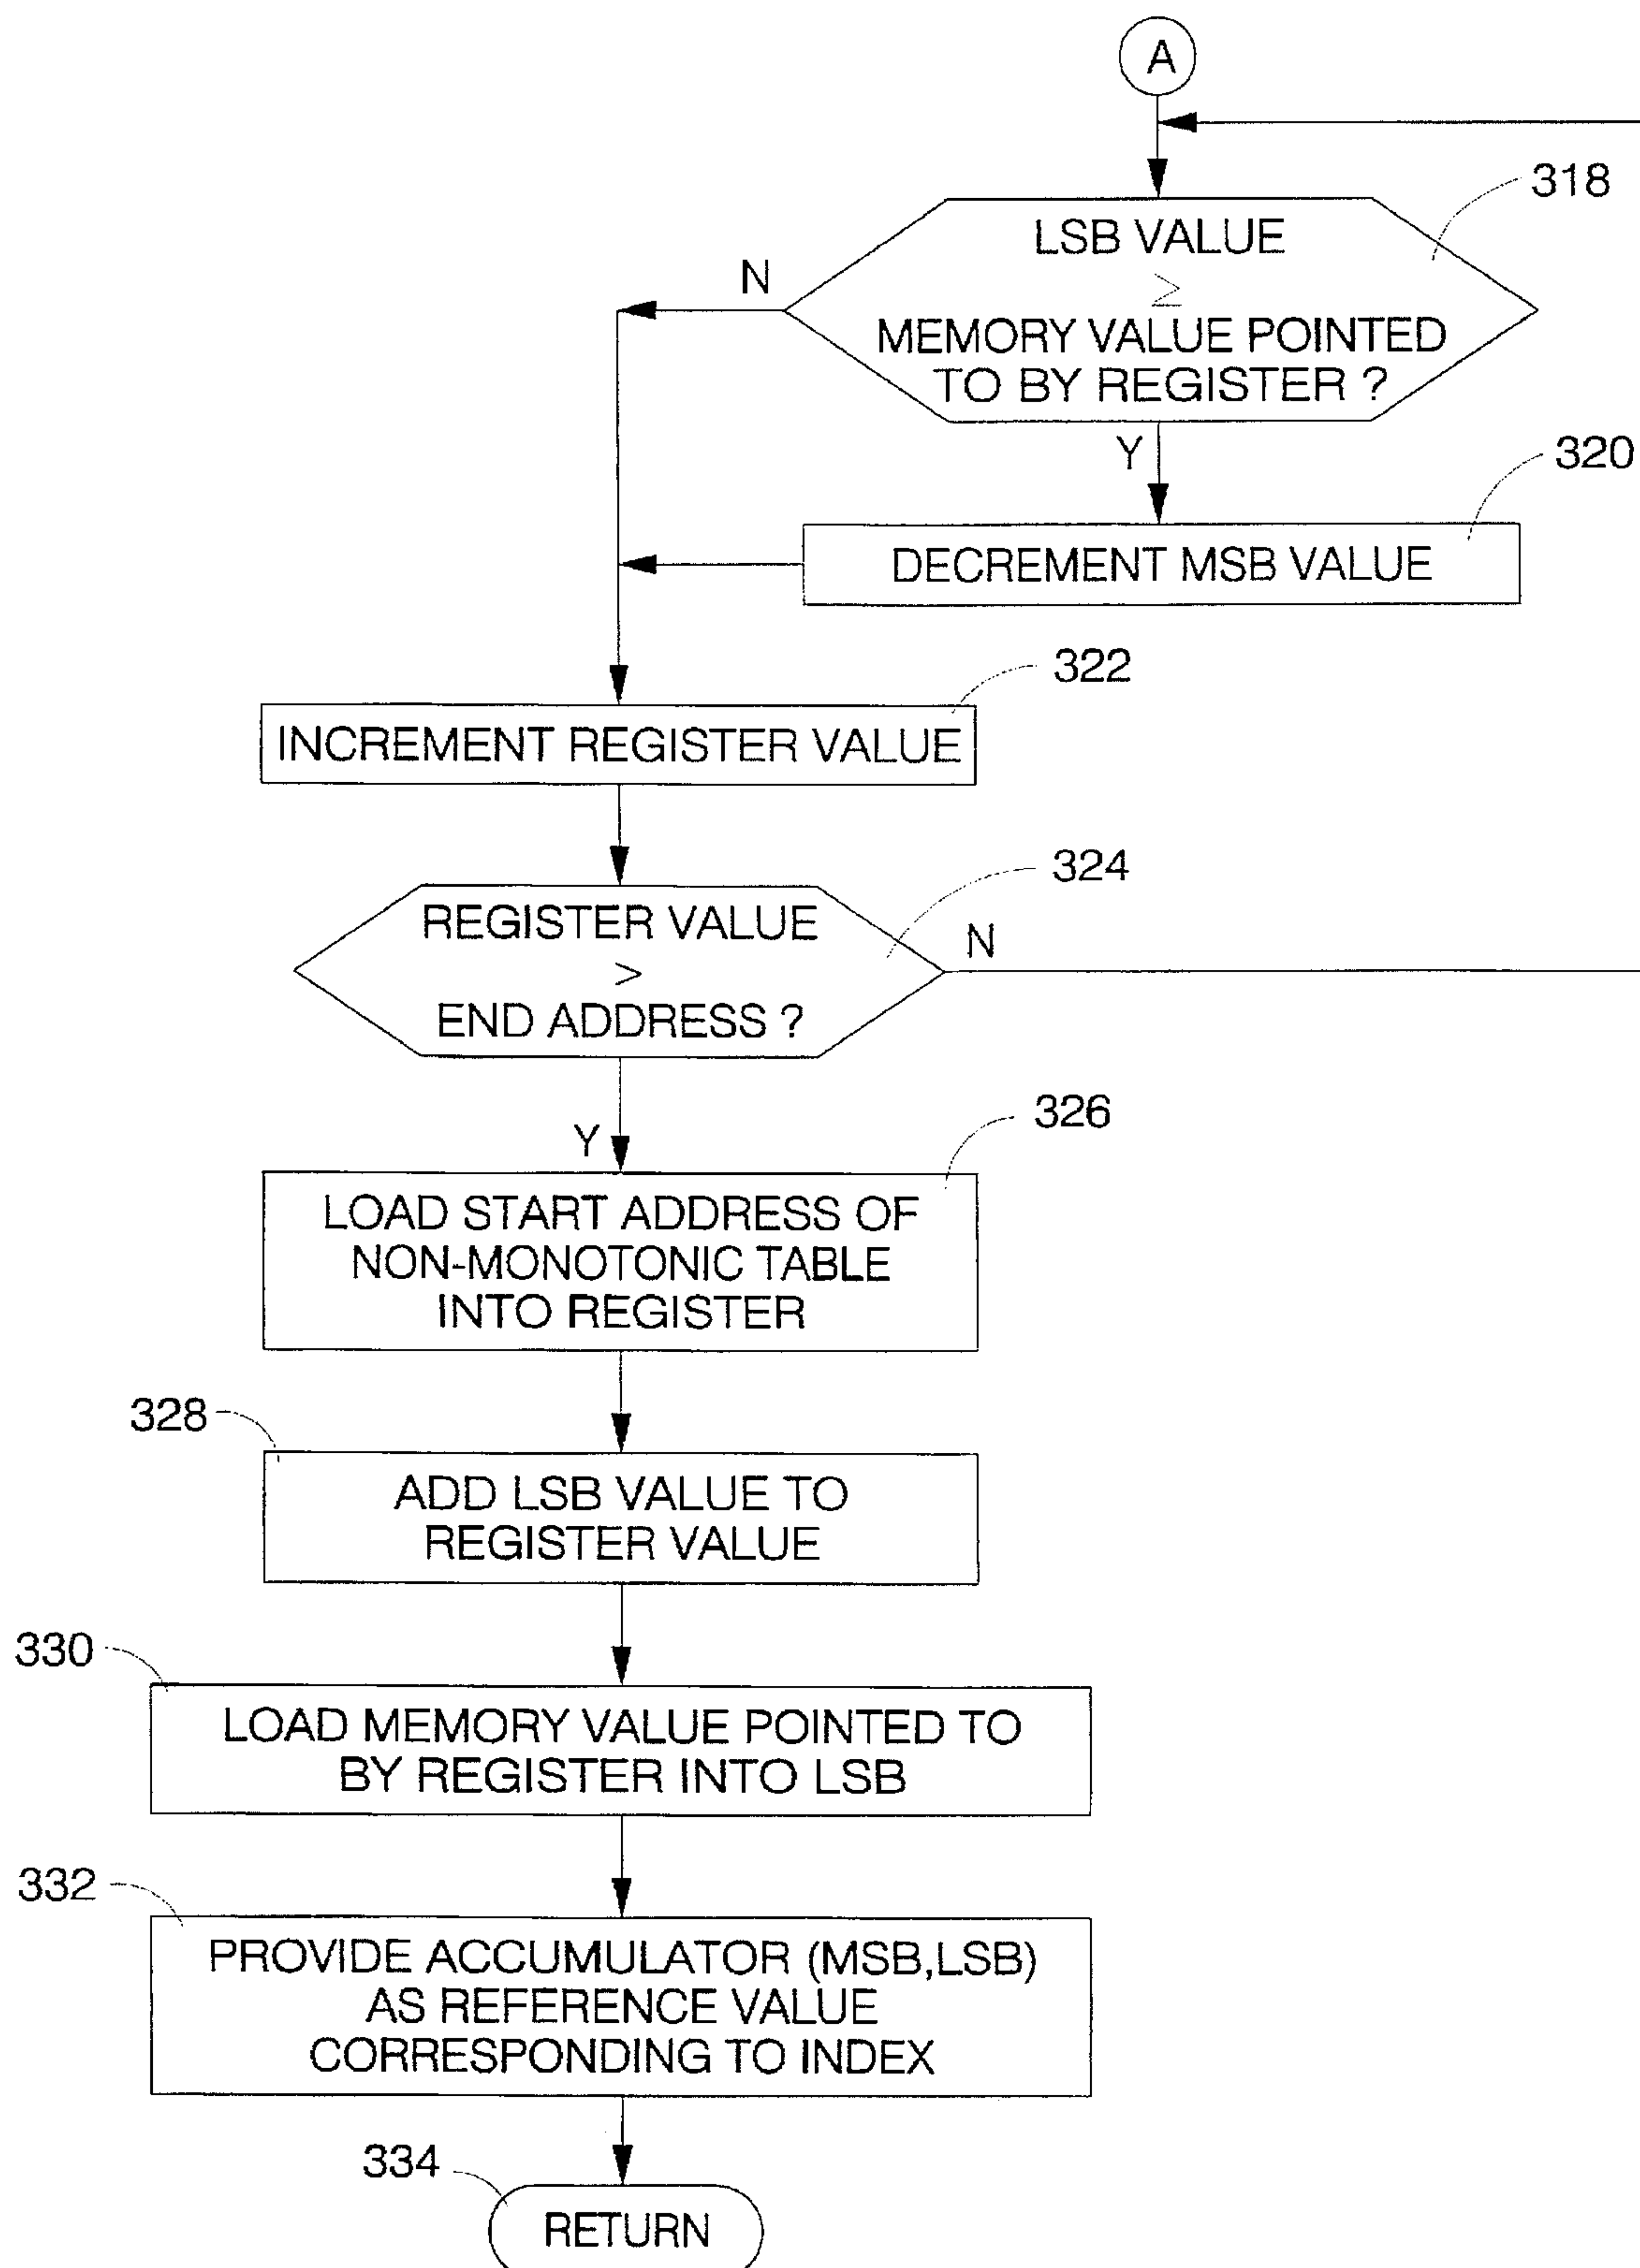 A
318
LSB VALUE
≥
MEMORY VALUE POINTED
TO BY REGISTER ?
N
Y
320
DECREMENT MSB VALUE
322
INCREMENT REGISTER VALUE
324
REGISTER VALUE
>
END ADDRESS ?
N
Y
326
LOAD START ADDRESS OF
NON-MONOTONIC TABLE
INTO REGISTER
328
ADD LSB VALUE TO
REGISTER VALUE
330
LOAD MEMORY VALUE POINTED TO
BY REGISTER INTO LSB
332
PROVIDE ACCUMULATOR (MSB,LSB)
AS REFERENCE VALUE
CORRESPONDING TO INDEX
334
RETURN